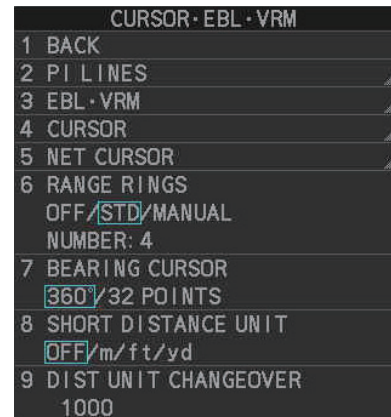 CURSOR・EBL・VRM
1 BACK
2 PI LINES
3 EBL・VRM
4 CURSOR
5 NET CURSOR
6 RANGE RINGS
OFF/STD/MANUAL
NUMBER: 4
7 BEARING CURSOR
360°/32 POINTS
8 SHORT DISTANCE UNIT
OFF/m/ft/yd
9 DIST UNIT CHANGEOVER
1000